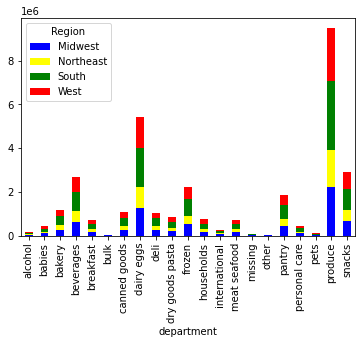 1e6
Region
Midwest
Northeast
South
West
8
6
4
2
0
alcohol
babies
bakery
beverages
breakfast
bulk
canned goods
dairy eggs
deli
dry goods pasta
frozen
households
international
meat seafood
missing
other
pantry
personal care
pets
produce
snacks
department